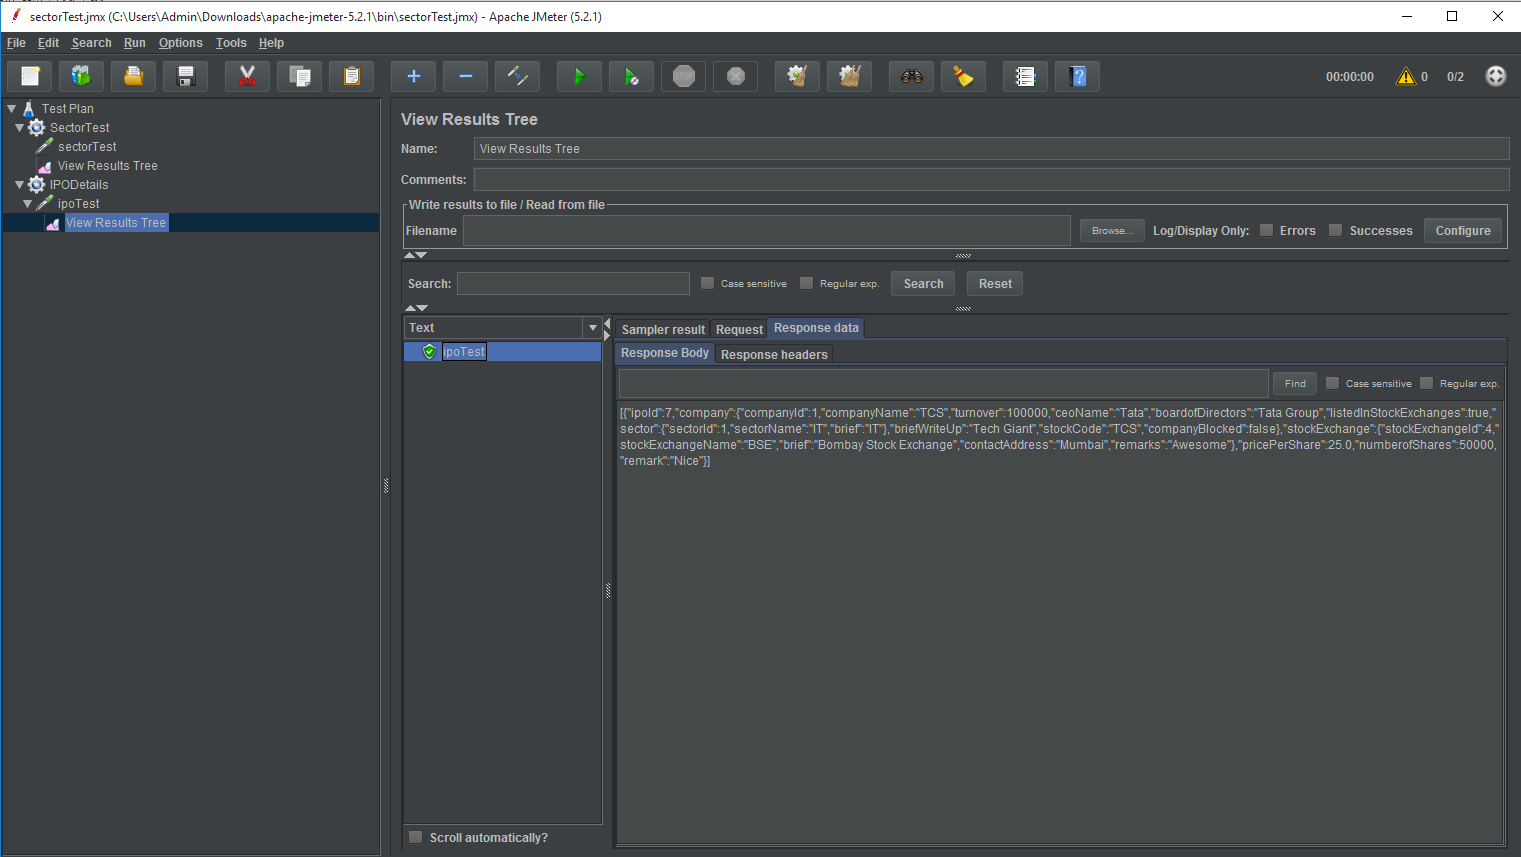 sectorTest.jmx (C:\Users\Admin\Downloads\apache-jmeter-5.2.1\bin\sectorTest.jmx) - Apache JMeter (5.2.1)
File Edit Search Run Options Tools Help
STOP
00:00:00 0 0/2
Test Plan
SectorTest
sectorTest
View Results Tree
IPODetails
ipoTest
View Results Tree
View Results Tree
Name: View Results Tree
Comments:
Write results to file / Read from file
Filename Browse... Log/Display Only: Errors Successes Configure
Search: Case sensitive Regular exp. Search Reset
Text
ipoTest
Scroll automatically?
Sampler result Request Response data
Response Body Response headers
Find Case sensitive Regular exp.
[{"ipoId":7,"company":{"companyId":1,"companyName":"TCS","turnover":100000,"ceoName":"Tata","boardofDirectors":"Tata Group","listedInStockExchanges":true,"
sector":{"sectorId":1,"sectorName":"IT","brief":"IT"},"briefWriteUp":"Tech Giant","stockCode":"TCS","companyBlocked":false},"stockExchange":{"stockExchangeId":4,"
stockExchangeName":"BSE","brief":"Bombay Stock Exchange","contactAddress":"Mumbai","remarks":"Awesome"},"pricePerShare":25.0,"numberofShares":50000,
"remark":"Nice"}]